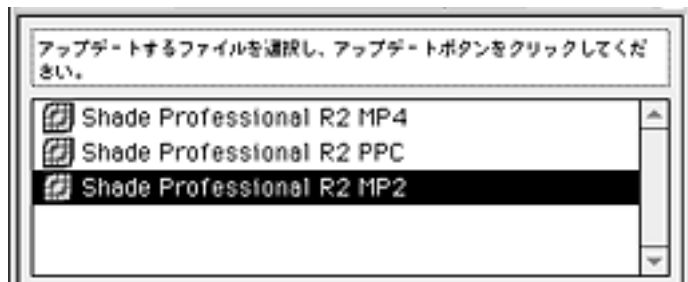 アップデートするファイルを選択し、アップデートボタンをクリックしてくだ
さい。
Shade Professional R2 MP4
Shade Professional R2 PPC
Shade Professional R2 MP2